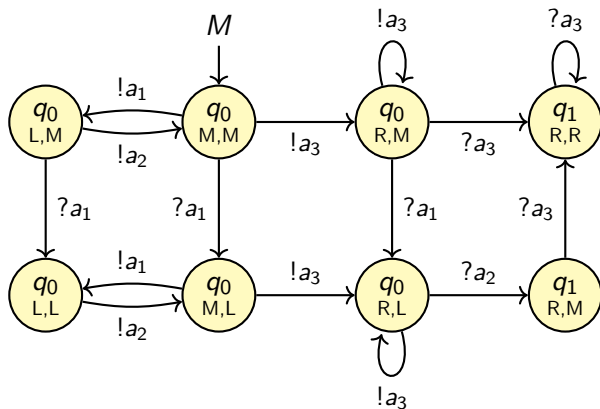 !a₃
?a₃
M
q₀
L,M
!a₁
!a₂
q₀
M,M
!a₃
q₀
R,M
?a₃
q₁
R,R
?a₁
?a₁
?a₁
?a₃
q₀
L,L
!a₁
!a₂
q₀
M,L
!a₃
q₀
R,L
?a₂
q₁
R,M
!a₃